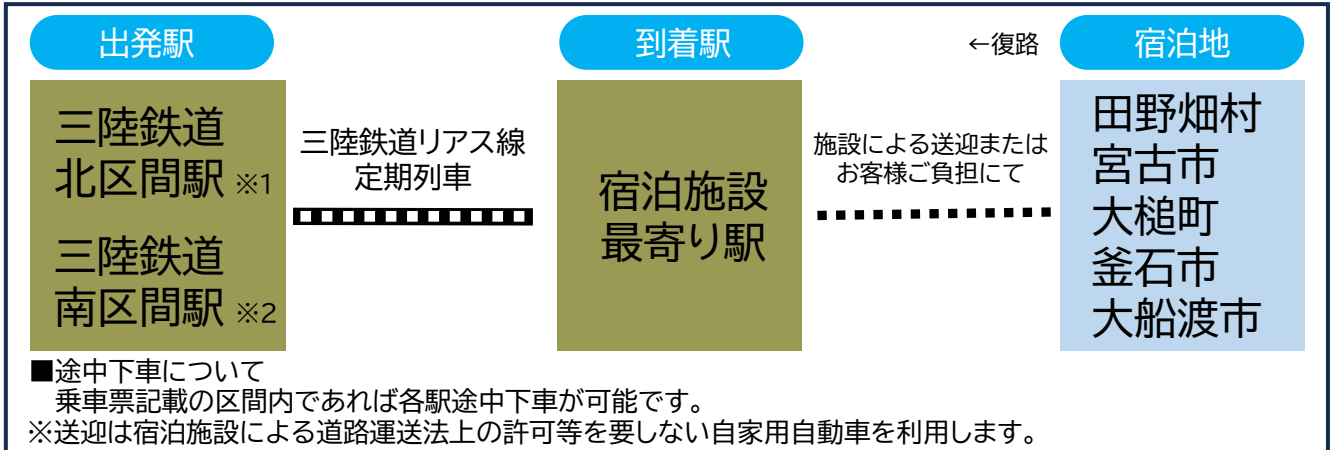 出発駅
到着駅
←復路
宿泊地
三陸鉄道
北区間駅 ※1
三陸鉄道
南区間駅 ※2
三陸鉄道リアス線
定期列車
宿泊施設
最寄り駅
施設による送迎または
お客様ご負担にて
田野畑村
宮古市
大槌町
釜石市
大船渡市
■途中下車について
乗車票記載の区間内であれば各駅途中下車が可能です。
※送迎は宿泊施設による道路運送法上の許可等を要しない自家用自動車を利用します。